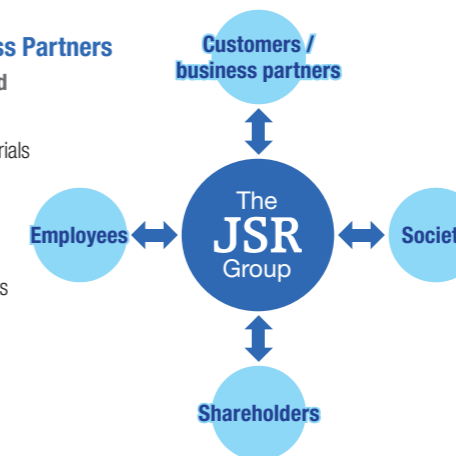 ss Partners
d
rials
s
Customers /
business partners
Employees
The
JSR
Group
Societ
Shareholders